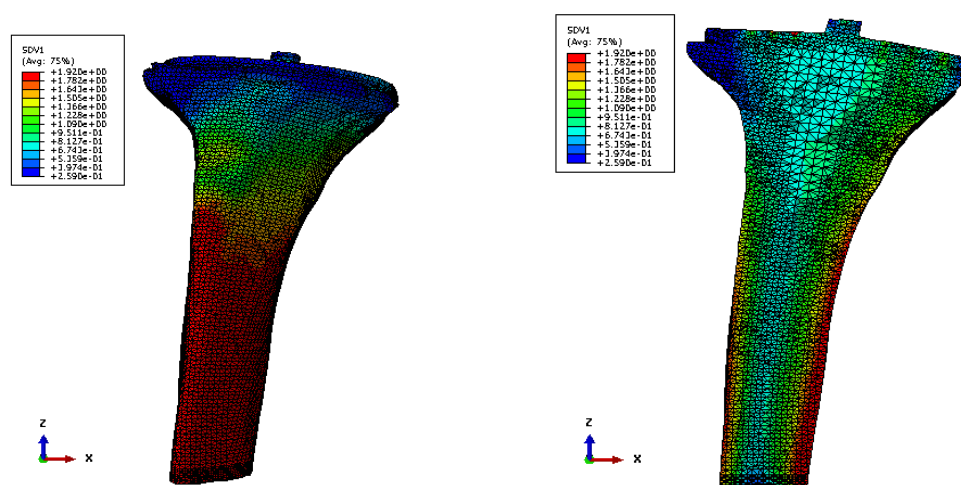 SDV1
(Avg: 75%)
+1.920e+00
+1.782e+00
+1.643e+00
+1.505e+00
+1.366e+00
+1.228e+00
+1.090e+00
+9.511e-01
+8.127e-01
+6.743e-01
+5.359e-01
+3.974e-01
+2.590e-01
Z
X
SDV1
(Avg: 75%)
+1.920e+00
+1.782e+00
+1.643e+00
+1.505e+00
+1.366e+00
+1.228e+00
+1.090e+00
+9.511e-01
+8.127e-01
+6.743e-01
+5.359e-01
+3.974e-01
+2.590e-01
Z
X